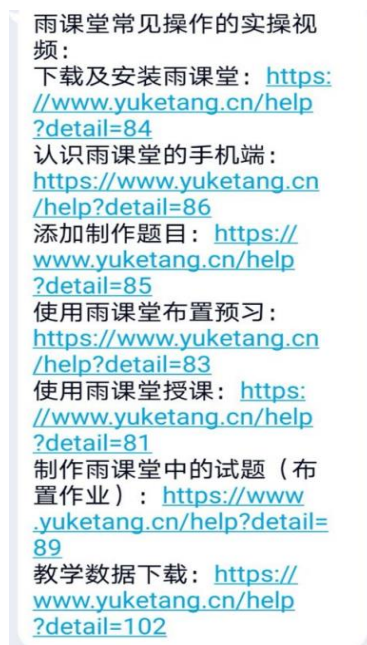 雨课堂常见操作的实操视
频：
下载及安装雨课堂：https:
//www.yuketang.cn/help
?detail=84
认识雨课堂的手机端：
https://www.yuketang.cn
/help?detail=86
添加制作题目：https://
www.yuketang.cn/help
?detail=85
使用雨课堂布置预习：
https://www.yuketang.cn
/help?detail=83
使用雨课堂授课：https:
//www.yuketang.cn/help
?detail=81
制作雨课堂中的试题（布
置作业）：https://www
.yuketang.cn/help?detail=
89
教学数据下载：https://
www.yuketang.cn/help
?detail=102